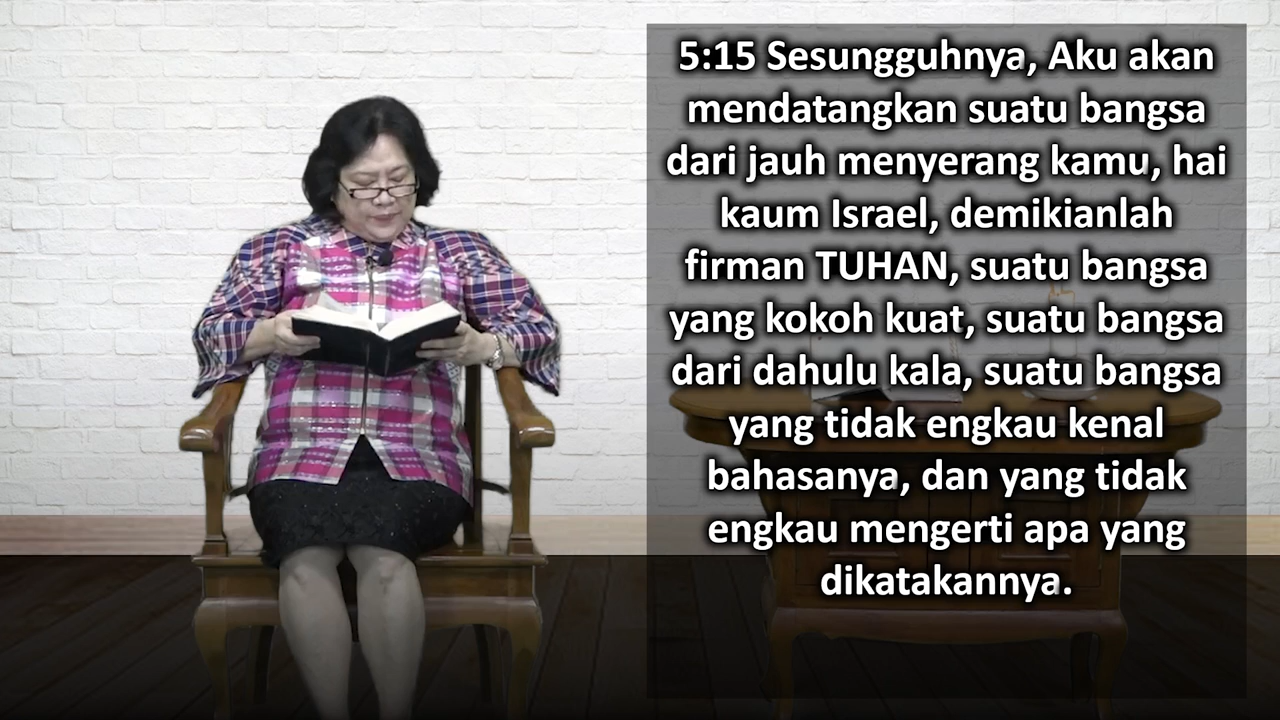 5:15 Sesungguhnya, Aku akan
mendatangkan suatu bangsa
dari jauh menyerang kamu, hai
kaum Israel, demikianlah
firman TUHAN, suatu bangsa
yang kokoh kuat, suatu bangsa
dari dahulu kala, suatu bangsa
yang tidak engkau kenal
bahasanya, dan yang tidak
engkau mengerti apa yang
dikatakannya.